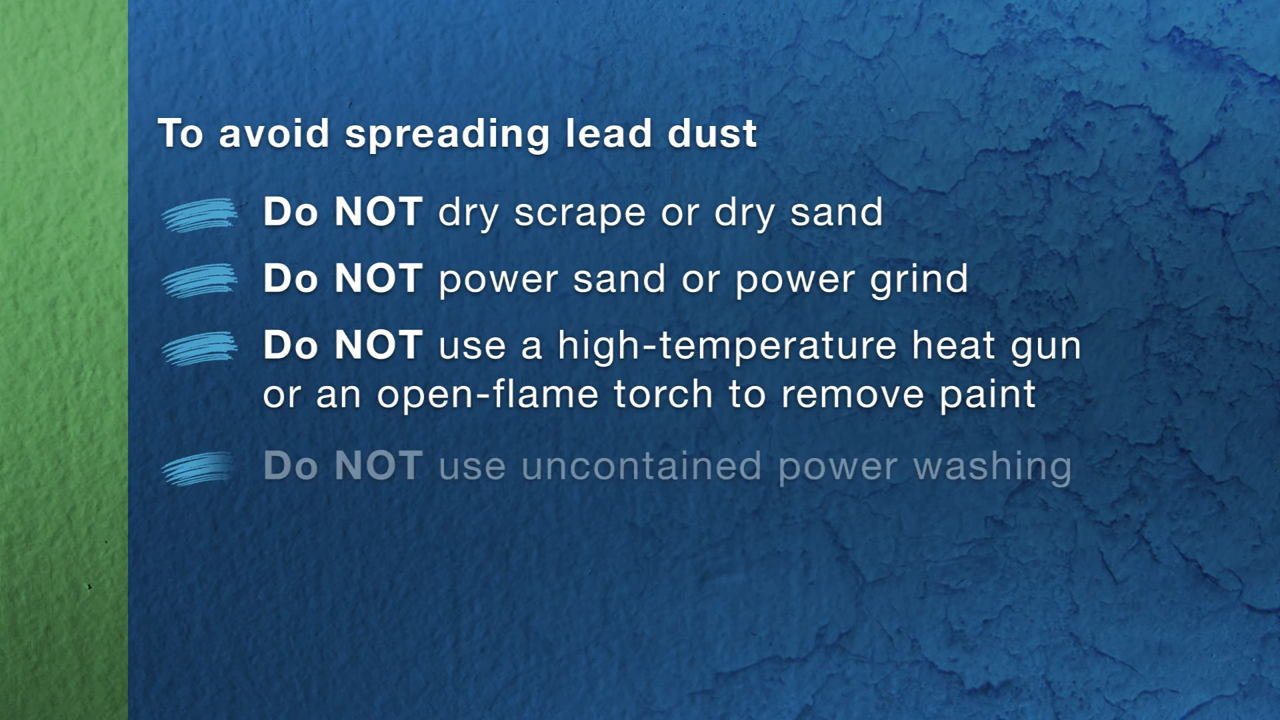 To avoid spreading lead dust
Do NOT dry scrape or dry sand
Do NOT power sand or power grind
Do NOT use a high-temperature heat gun
or an open-flame torch to remove paint
Do NOT use uncontained power washing